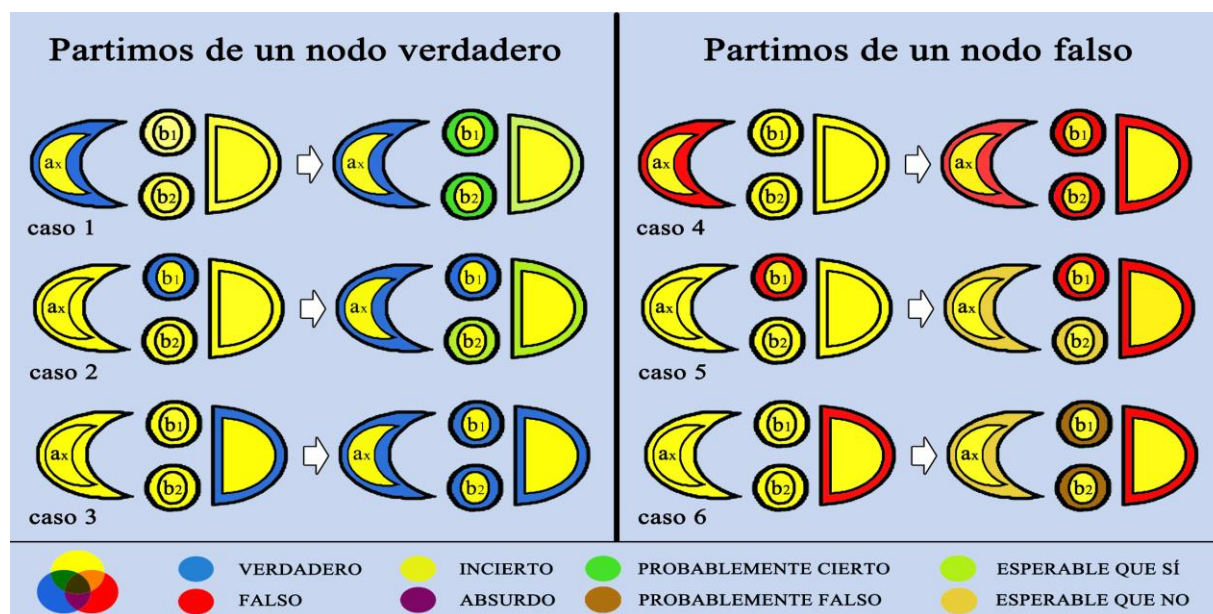 Partimos de un nodo verdadero
ax b1 b2 ax b1 b2
caso 1
ax b1 b2 ax b1 b2
caso 2
ax b1 b2 ax b1 b2
caso 3
Partimos de un nodo falso
ax b1 b2 ax b1 b2
caso 4
ax b1 b2 ax b1 b2
caso 5
ax b1 b2 ax b1 b2
caso 6
VERDADERO INCIERTO PROBABLEMENTE CIERTO ESPERABLE QUE SÍ
FALSO ABSURDO PROBABLEMENTE FALSO ESPERABLE QUE NO